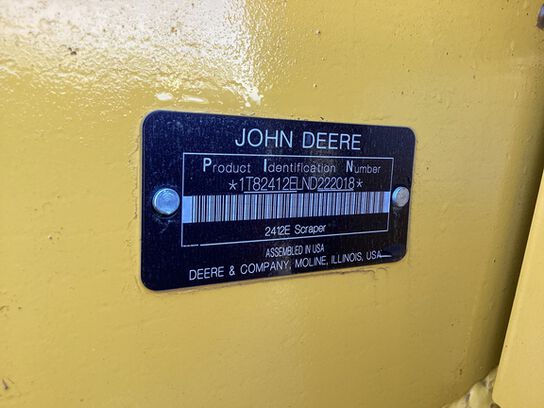 JOHN DEERE
Product Identification Number
*1T82412ELND222018*
2412E Scraper
ASSEMBLED IN USA
DEERE & COMPANY, MOLINE, ILLINOIS, USA